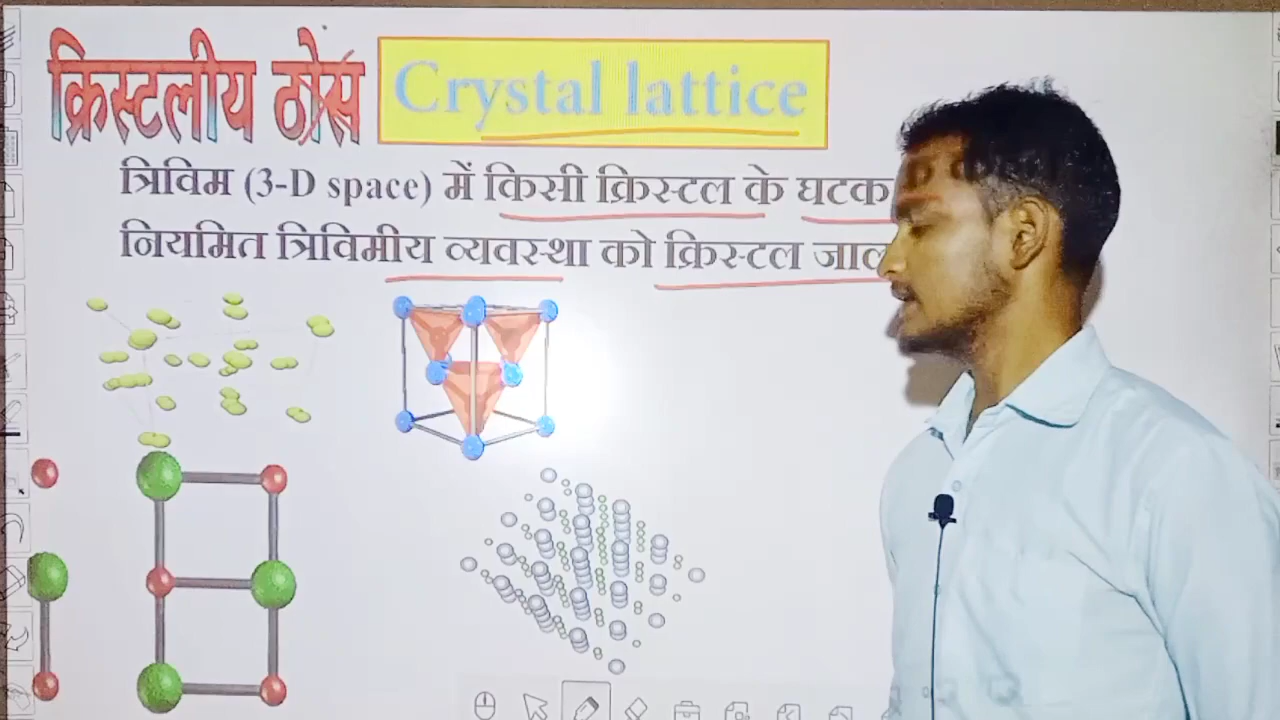 क्रिस्टलीय ठोस Crystal lattice
त्रिविम (3-D space) में किसी क्रिस्टल के घटक
नियमित त्रिविमीय व्यवस्था को क्रिस्टल जाल